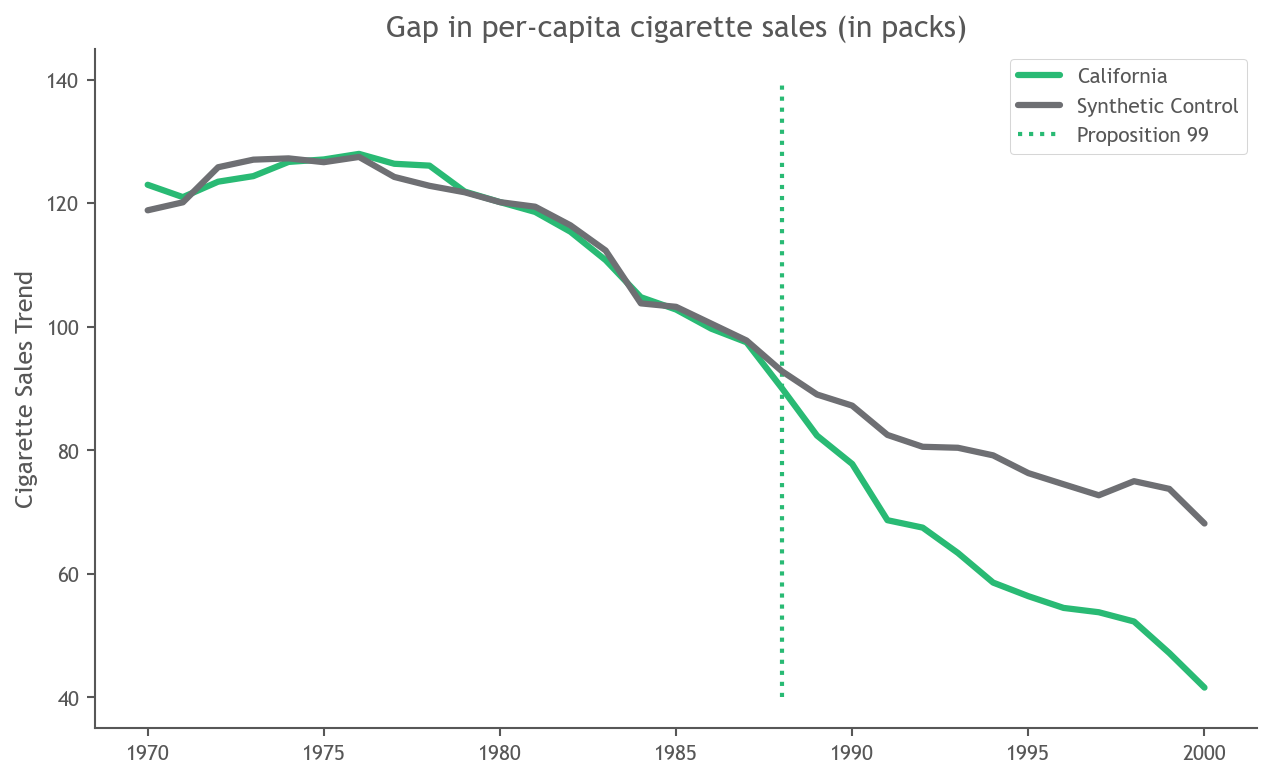 Gap in per-capita cigarette sales (in packs)
California
Synthetic Control
Proposition 99
Cigarette Sales Trend
140
120
100
80
60
40
1970 1975 1980 1985 1990 1995 2000